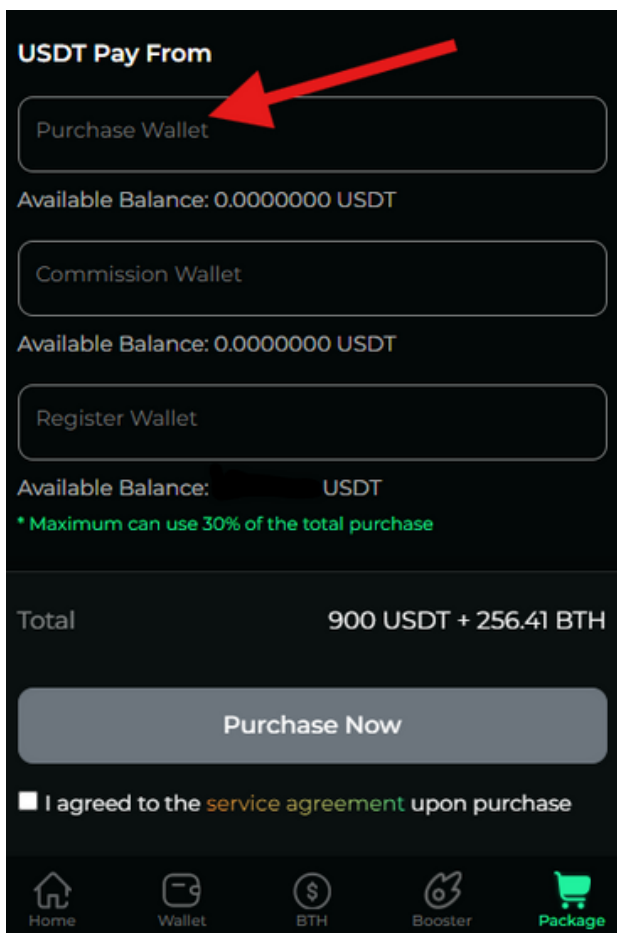 USDT Pay From
Purchase Wallet
Available Balance: 0.0000000 USDT
Commission Wallet
Available Balance: 0.0000000 USDT
Register Wallet
Available Balance: USDT
* Maximum can use 30% of the total purchase
Total 900 USDT + 256.41 BTH
Purchase Now
I agreed to the service agreement upon purchase
Home Wallet BTH Booster Package